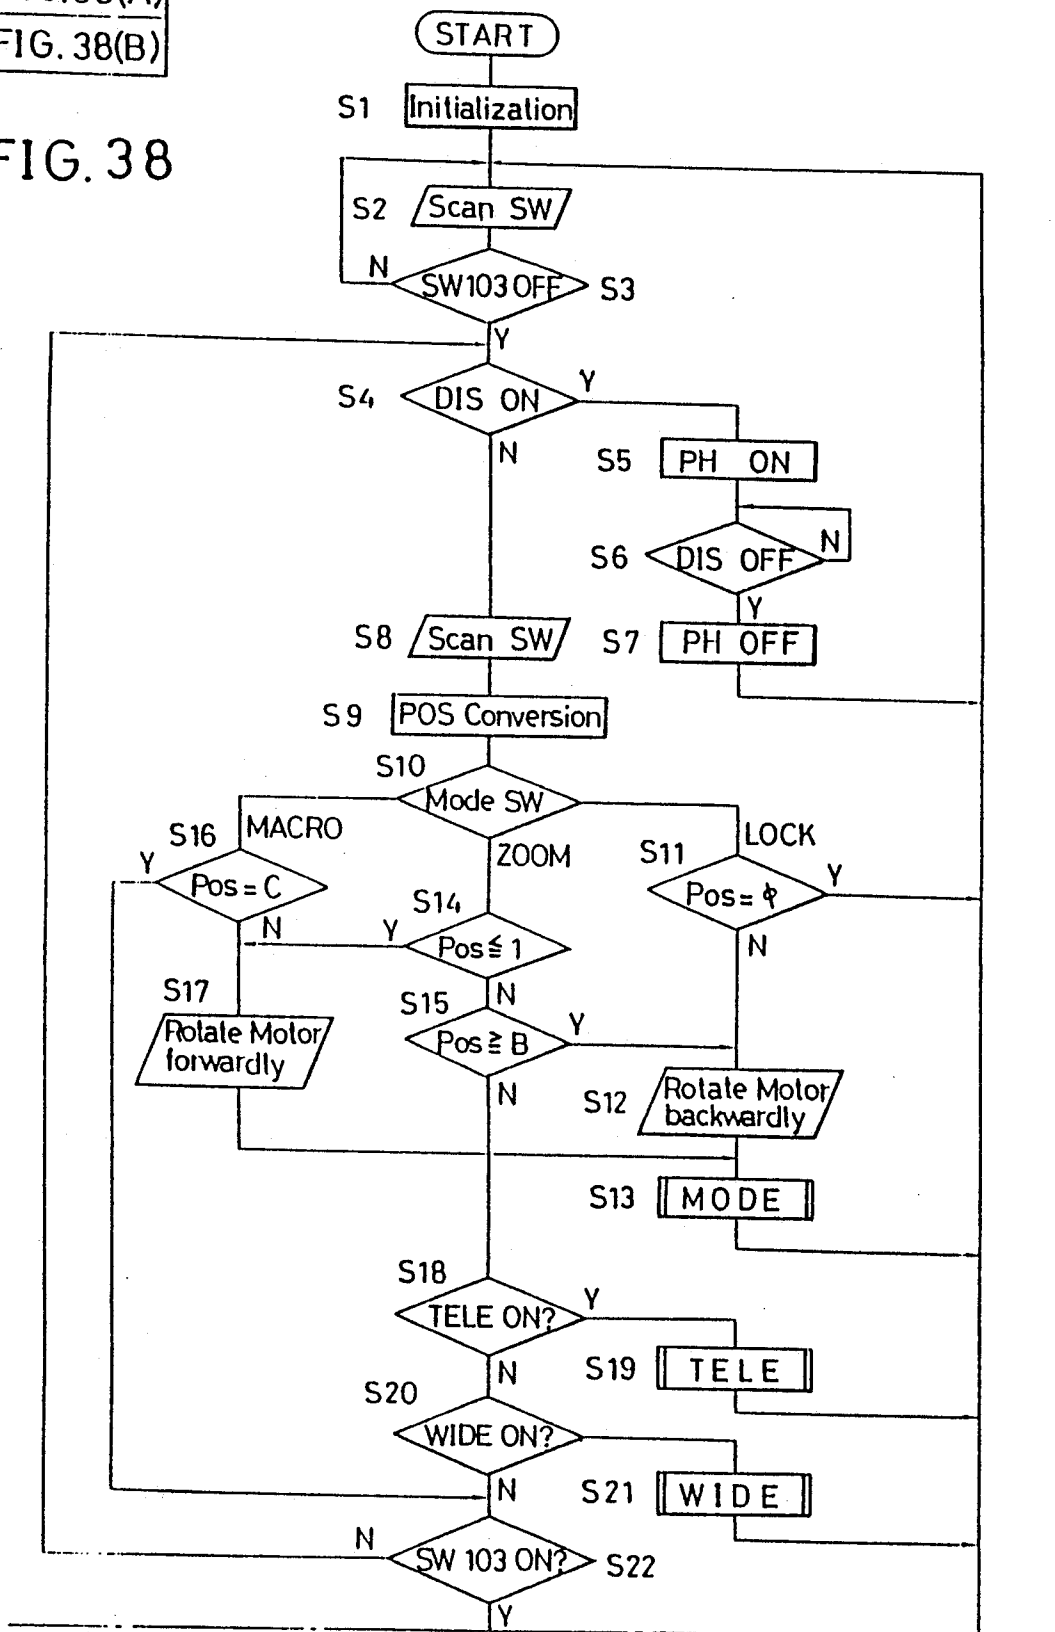 FIG. 38(B)
FIG. 38
START
S1 Initialization
S2 Scan SW
N SW103 OFF S3
Y
S4 DIS ON Y
N
S5 PH ON
S6 DIS OFF N
Y
S7 PH OFF
S8 Scan SW
S9 POS Conversion
S10
Mode SW
MACRO
ZOOM
LOCK
S16
Y Pos = C
N
S11
Pos = φ Y
N
S14
Y Pos ≦ 1
N
S15
Pos ≧ B Y
N
S17
Rotate Motor
forwardly
S12 Rotate Motor
backwardly
S13 MODE
S18
TELE ON? Y
N
S19 TELE
S20
WIDE ON?
N
S21 WIDE
N SW 103 ON? S22
Y